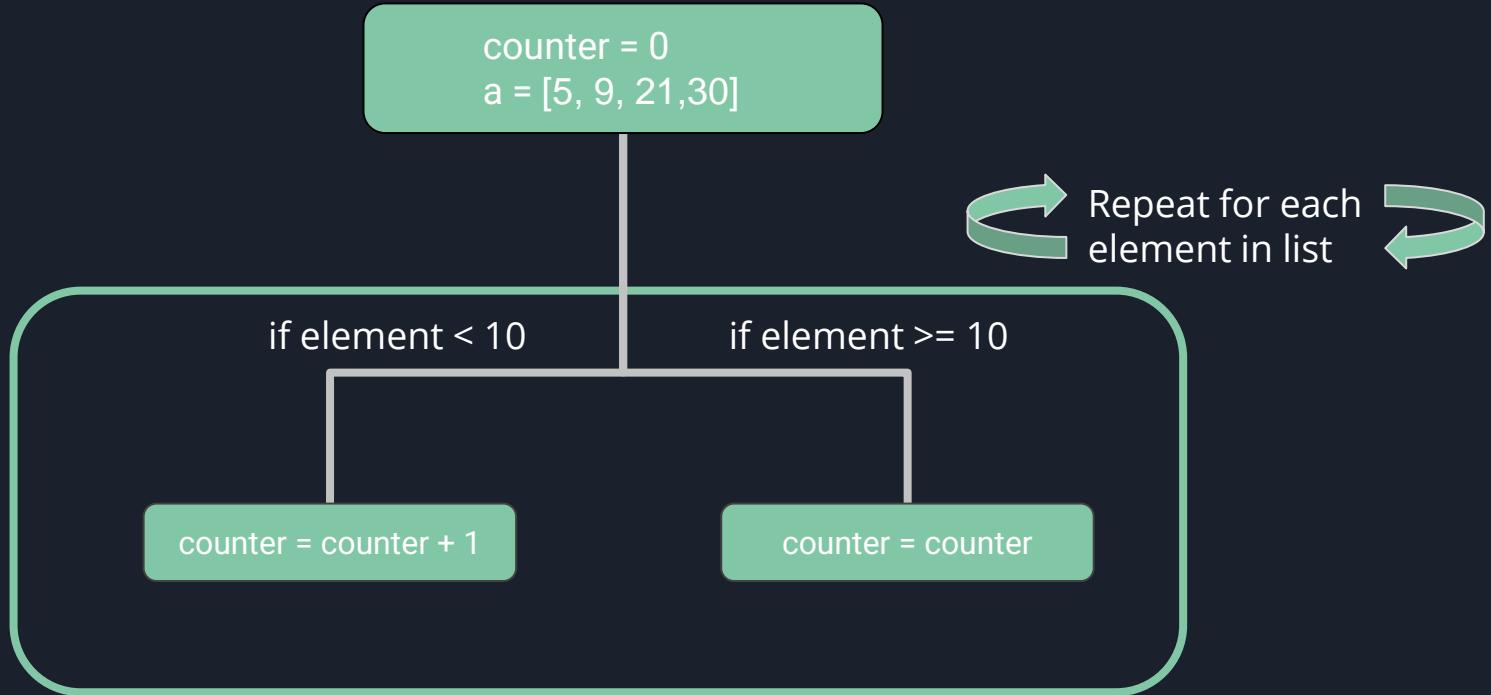 counter = 0
a = [5, 9, 21,30]
Repeat for each
element in list
if element < 10
if element >= 10
counter = counter + 1
counter = counter